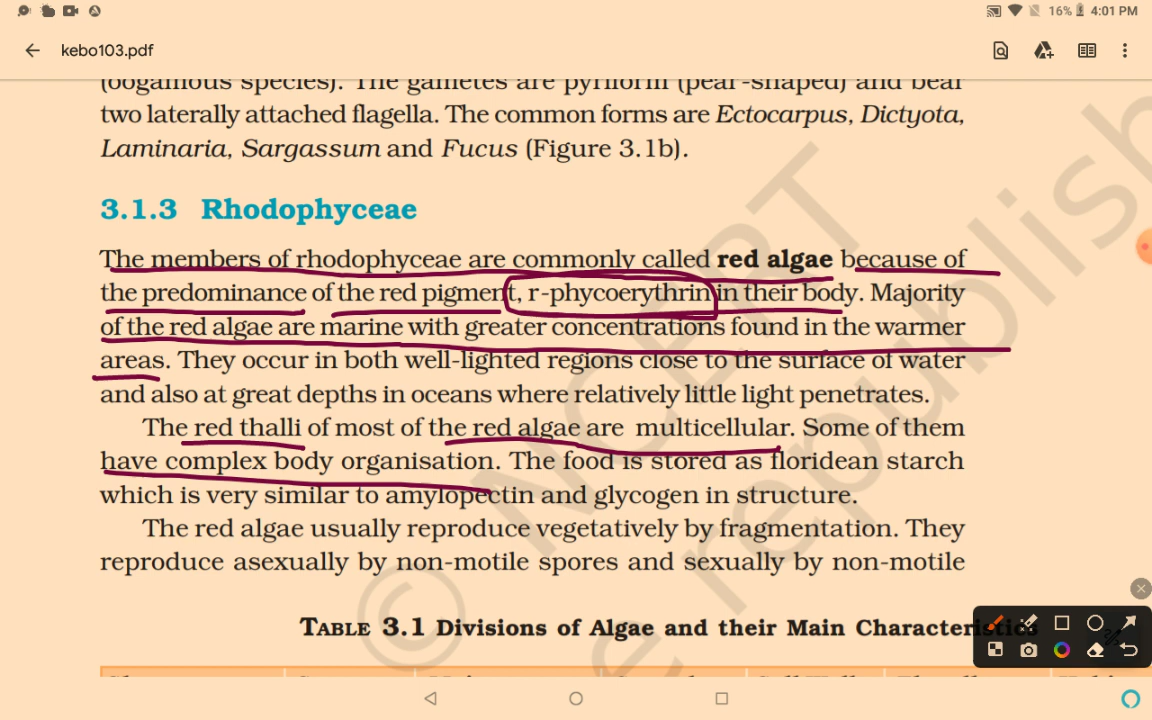 16% 4:01 PM
kebo103.pdf
(oogamous species). The gametes are pyriform (pear-shaped) and bear
two laterally attached flagella. The common forms are Ectocarpus, Dictyota,
Laminaria, Sargassum and Fucus (Figure 3.1b).
3.1.3 Rhodophyceae
The members of rhodophyceae are commonly called red algae because of
the predominance of the red pigment, r-phycoerythrin in their body. Majority
of the red algae are marine with greater concentrations found in the warmer
areas. They occur in both well-lighted regions close to the surface of water
and also at great depths in oceans where relatively little light penetrates.
The red thalli of most of the red algae are multicellular. Some of them
have complex body organisation. The food is stored as floridean starch
which is very similar to amylopectin and glycogen in structure.
The red algae usually reproduce vegetatively by fragmentation. They
reproduce asexually by non-motile spores and sexually by non-motile
TABLE 3.1 Divisions of Algae and their Main Characteristics
© NCERT
republish